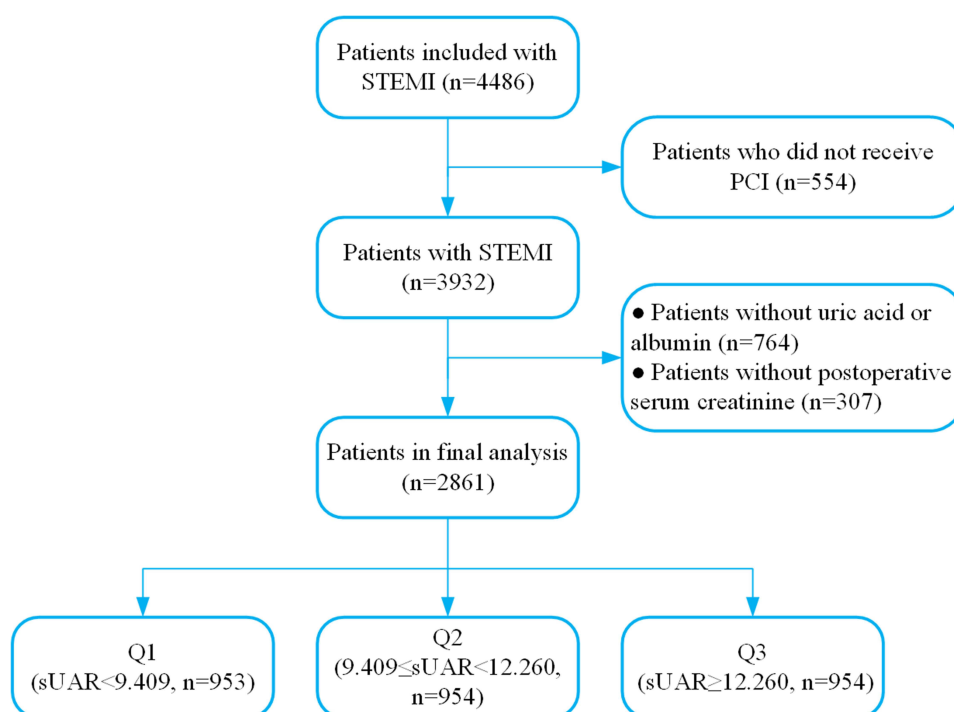 Patients included with
STEMI (n=4486)
Patients who did not receive
PCI (n=554)
Patients with STEMI
(n=3932)
● Patients without uric acid or
albumin (n=764)
● Patients without postoperative
serum creatinine (n=307)
Patients in final analysis
(n=2861)
Q1
(sUAR<9.409, n=953)
Q2
(9.409≤sUAR<12.260,
n=954)
Q3
(sUAR≥12.260, n=954)